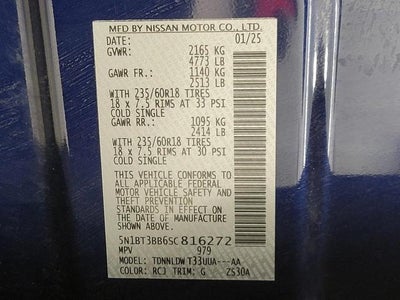 MFD BY NISSAN MOTOR CO., LTD.
DATE: 01/25
GVWR: 2165 KG
4773 LB
GAWR FR.: 1140 KG
2513 LB
WITH 235/60R18 TIRES
18 x 7.5 RIMS AT 33 PSI
COLD SINGLE
GAWR RR.: 1095 KG
2414 LB
WITH 235/60R18 TIRES
18 x 7.5 RIMS AT 30 PSI
COLD SINGLE
THIS VEHICLE CONFORMS TO
ALL APPLICABLE FEDERAL
MOTOR VEHICLE SAFETY AND
THEFT PREVENTION
STANDARDS IN EFFECT ON
THE DATE OF MANUFACTURE
SHOWN ABOVE.
5N1BT3BB6SC816272
MPV 979
MODEL: TDNNLDWT33UUA---AA
COLOR: RCJ TRIM: G ZS30A